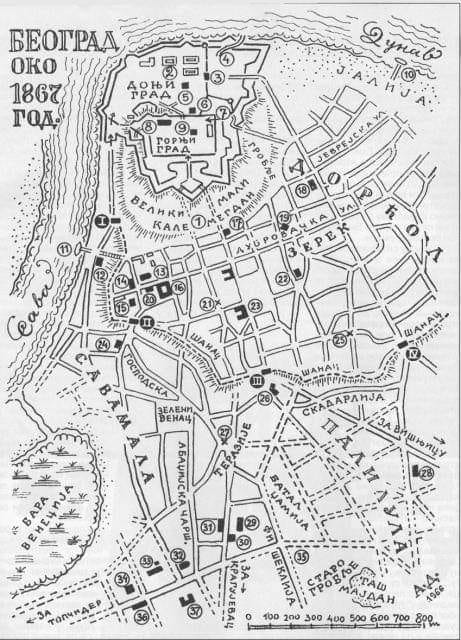 БЕОГРАД
ОКО
1867
ГОД.
Дунав
ЈАЛИЈА
10
4
2
3
ДОЊИ
ГРАД
5
6
7
8
9
ГОРЊИ
ГРАД
ГРОБЉЕ
ЈЕВРЕЈСКА УЛ.
ДОРЋОЛ
18
ВЕЛИКИ
КАЛЕ
1
МАЛИ
МЕГДАН
I
17
19
ДУБРОВАЧКА УЛ.
ЗЕРЕК
11
Сава
12
13
14
15
20
16
22
21
23
II
24
ШАНАЦ
25
ШАНАЦ
IV
САВАМАЛА
ГОСПОДСКА
III
ШАНАЦ
26
СКАДАРЛИЈА
ЗЕЛЕНИ
ВЕНАЦ
27
ТЕРАЗИЈЕ
ПАЛИЛУЛА
ЗА ВИШЊИЦУ
АБАЏИЈСКА ЧАРШ.
28
БАТАЛ
ЏАМИЈА
БАРА
ВЕНЕЦИЈА
31
29
30
35
33
32
34
36
37
ЗА
ТОПЧИДЕР
ЗА
КРАГУЈЕВАЦ
ФИШЕКЛИЈА
СТАРО
ГРОБЉЕ
ТАШ
МАЈДАН
А.Д.
1966
0 100 200 300 400 500 600 700 800 м